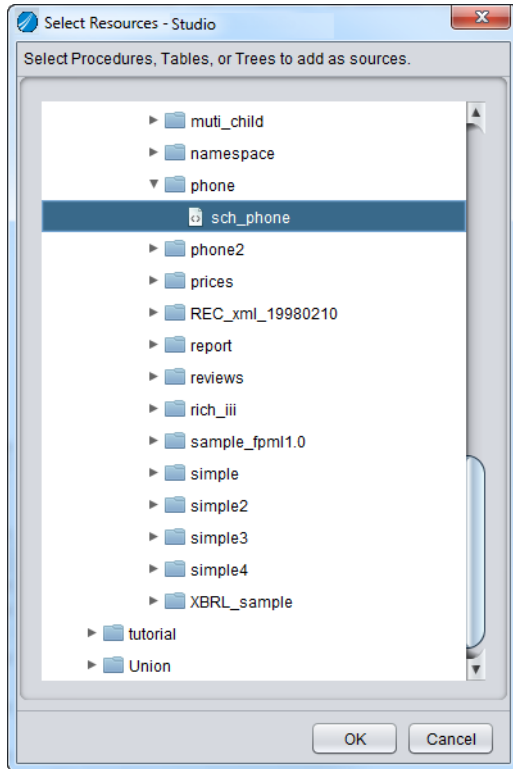 Select Resources - Studio
Select Procedures, Tables, or Trees to add as sources.
muti_child
namespace
phone
sch_phone
phone2
prices
REC_xml_19980210
report
reviews
rich_iii
sample_fpml1.0
simple
simple2
simple3
simple4
XBRL_sample
tutorial
Union
OK Cancel